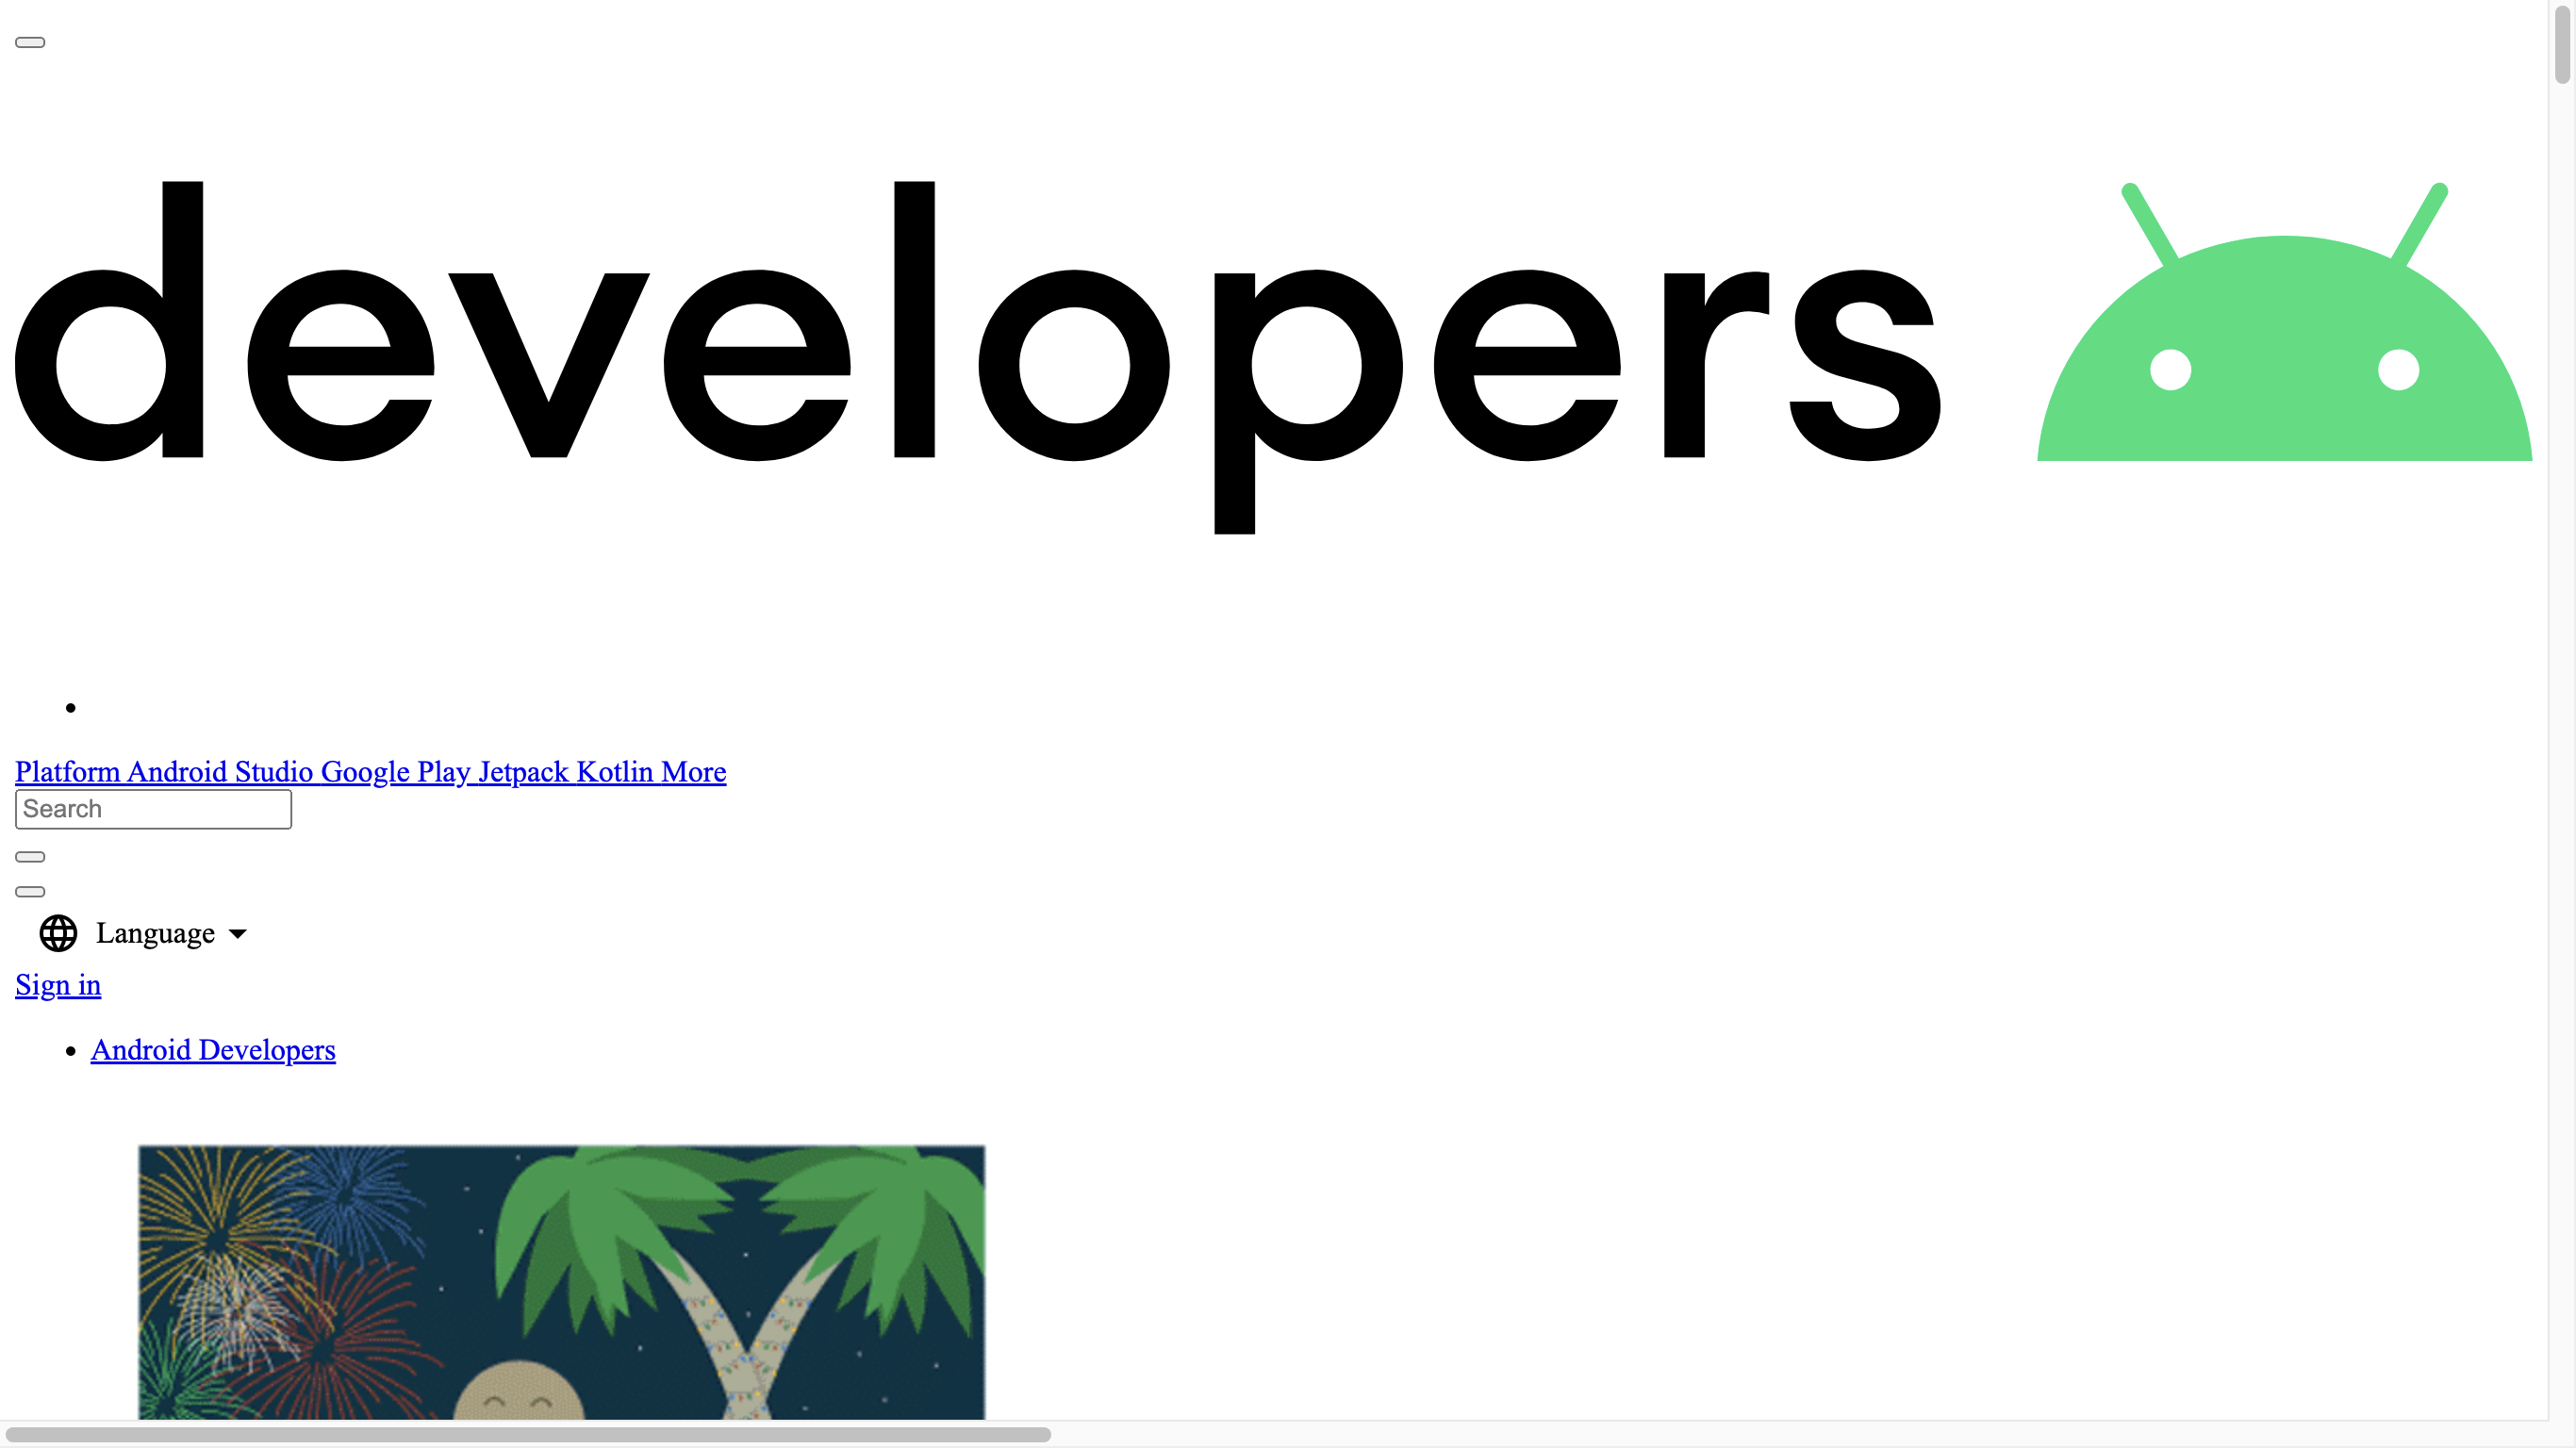 developers
Platform Android Studio Google Play Jetpack Kotlin More
Search
Language
Sign in
Android Developers